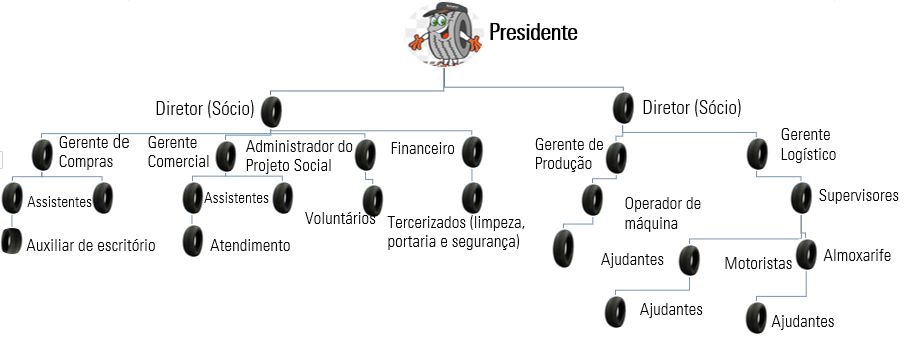 Presidente
Diretor (Sócio)
Diretor (Sócio)
Gerente de
Compras
Gerente
Comercial
Administrador do
Projeto Social
Financeiro
Gerente de
Produção
Gerente
Logístico
Assistentes
Assistentes
Voluntários
Tercerizados (limpeza,
portaria e segurança)
Operador de
máquina
Supervisores
Auxiliar de escritório
Atendimento
Ajudantes
Motoristas
Almoxarife
Ajudantes
Ajudantes